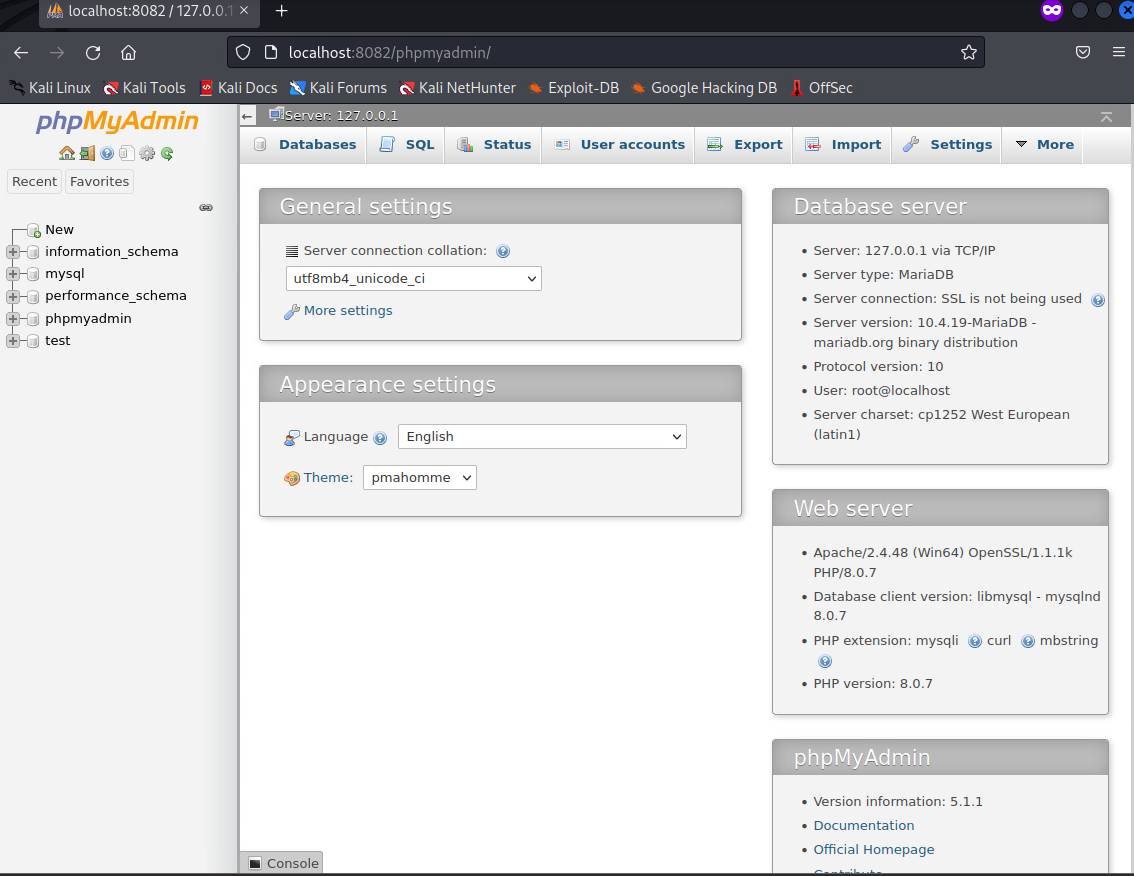 localhost:8082 / 127.0.0.1
localhost:8082/phpmyadmin/
Kali Linux Kali Tools Kali Docs Kali Forums Kali NetHunter Exploit-DB Google Hacking DB OffSec
phpMyAdmin
Recent Favorites
New
information_schema
mysql
performance_schema
phpmyadmin
test
Server: 127.0.0.1
Databases SQL Status User accounts Export Import Settings More
General settings
Server connection collation:
utf8mb4_unicode_ci
More settings
Appearance settings
Language English
Theme: pmahomme
Database server
Server: 127.0.0.1 via TCP/IP
Server type: MariaDB
Server connection: SSL is not being used
Server version: 10.4.19-MariaDB -
mariadb.org binary distribution
Protocol version: 10
User: root@localhost
Server charset: cp1252 West European
(latin1)
Web server
Apache/2.4.48 (Win64) OpenSSL/1.1.1k
PHP/8.0.7
Database client version: libmysql - mysqlnd
8.0.7
PHP extension: mysqli curl mbstring
PHP version: 8.0.7
phpMyAdmin
Version information: 5.1.1
Documentation
Official Homepage
Contribute
Console